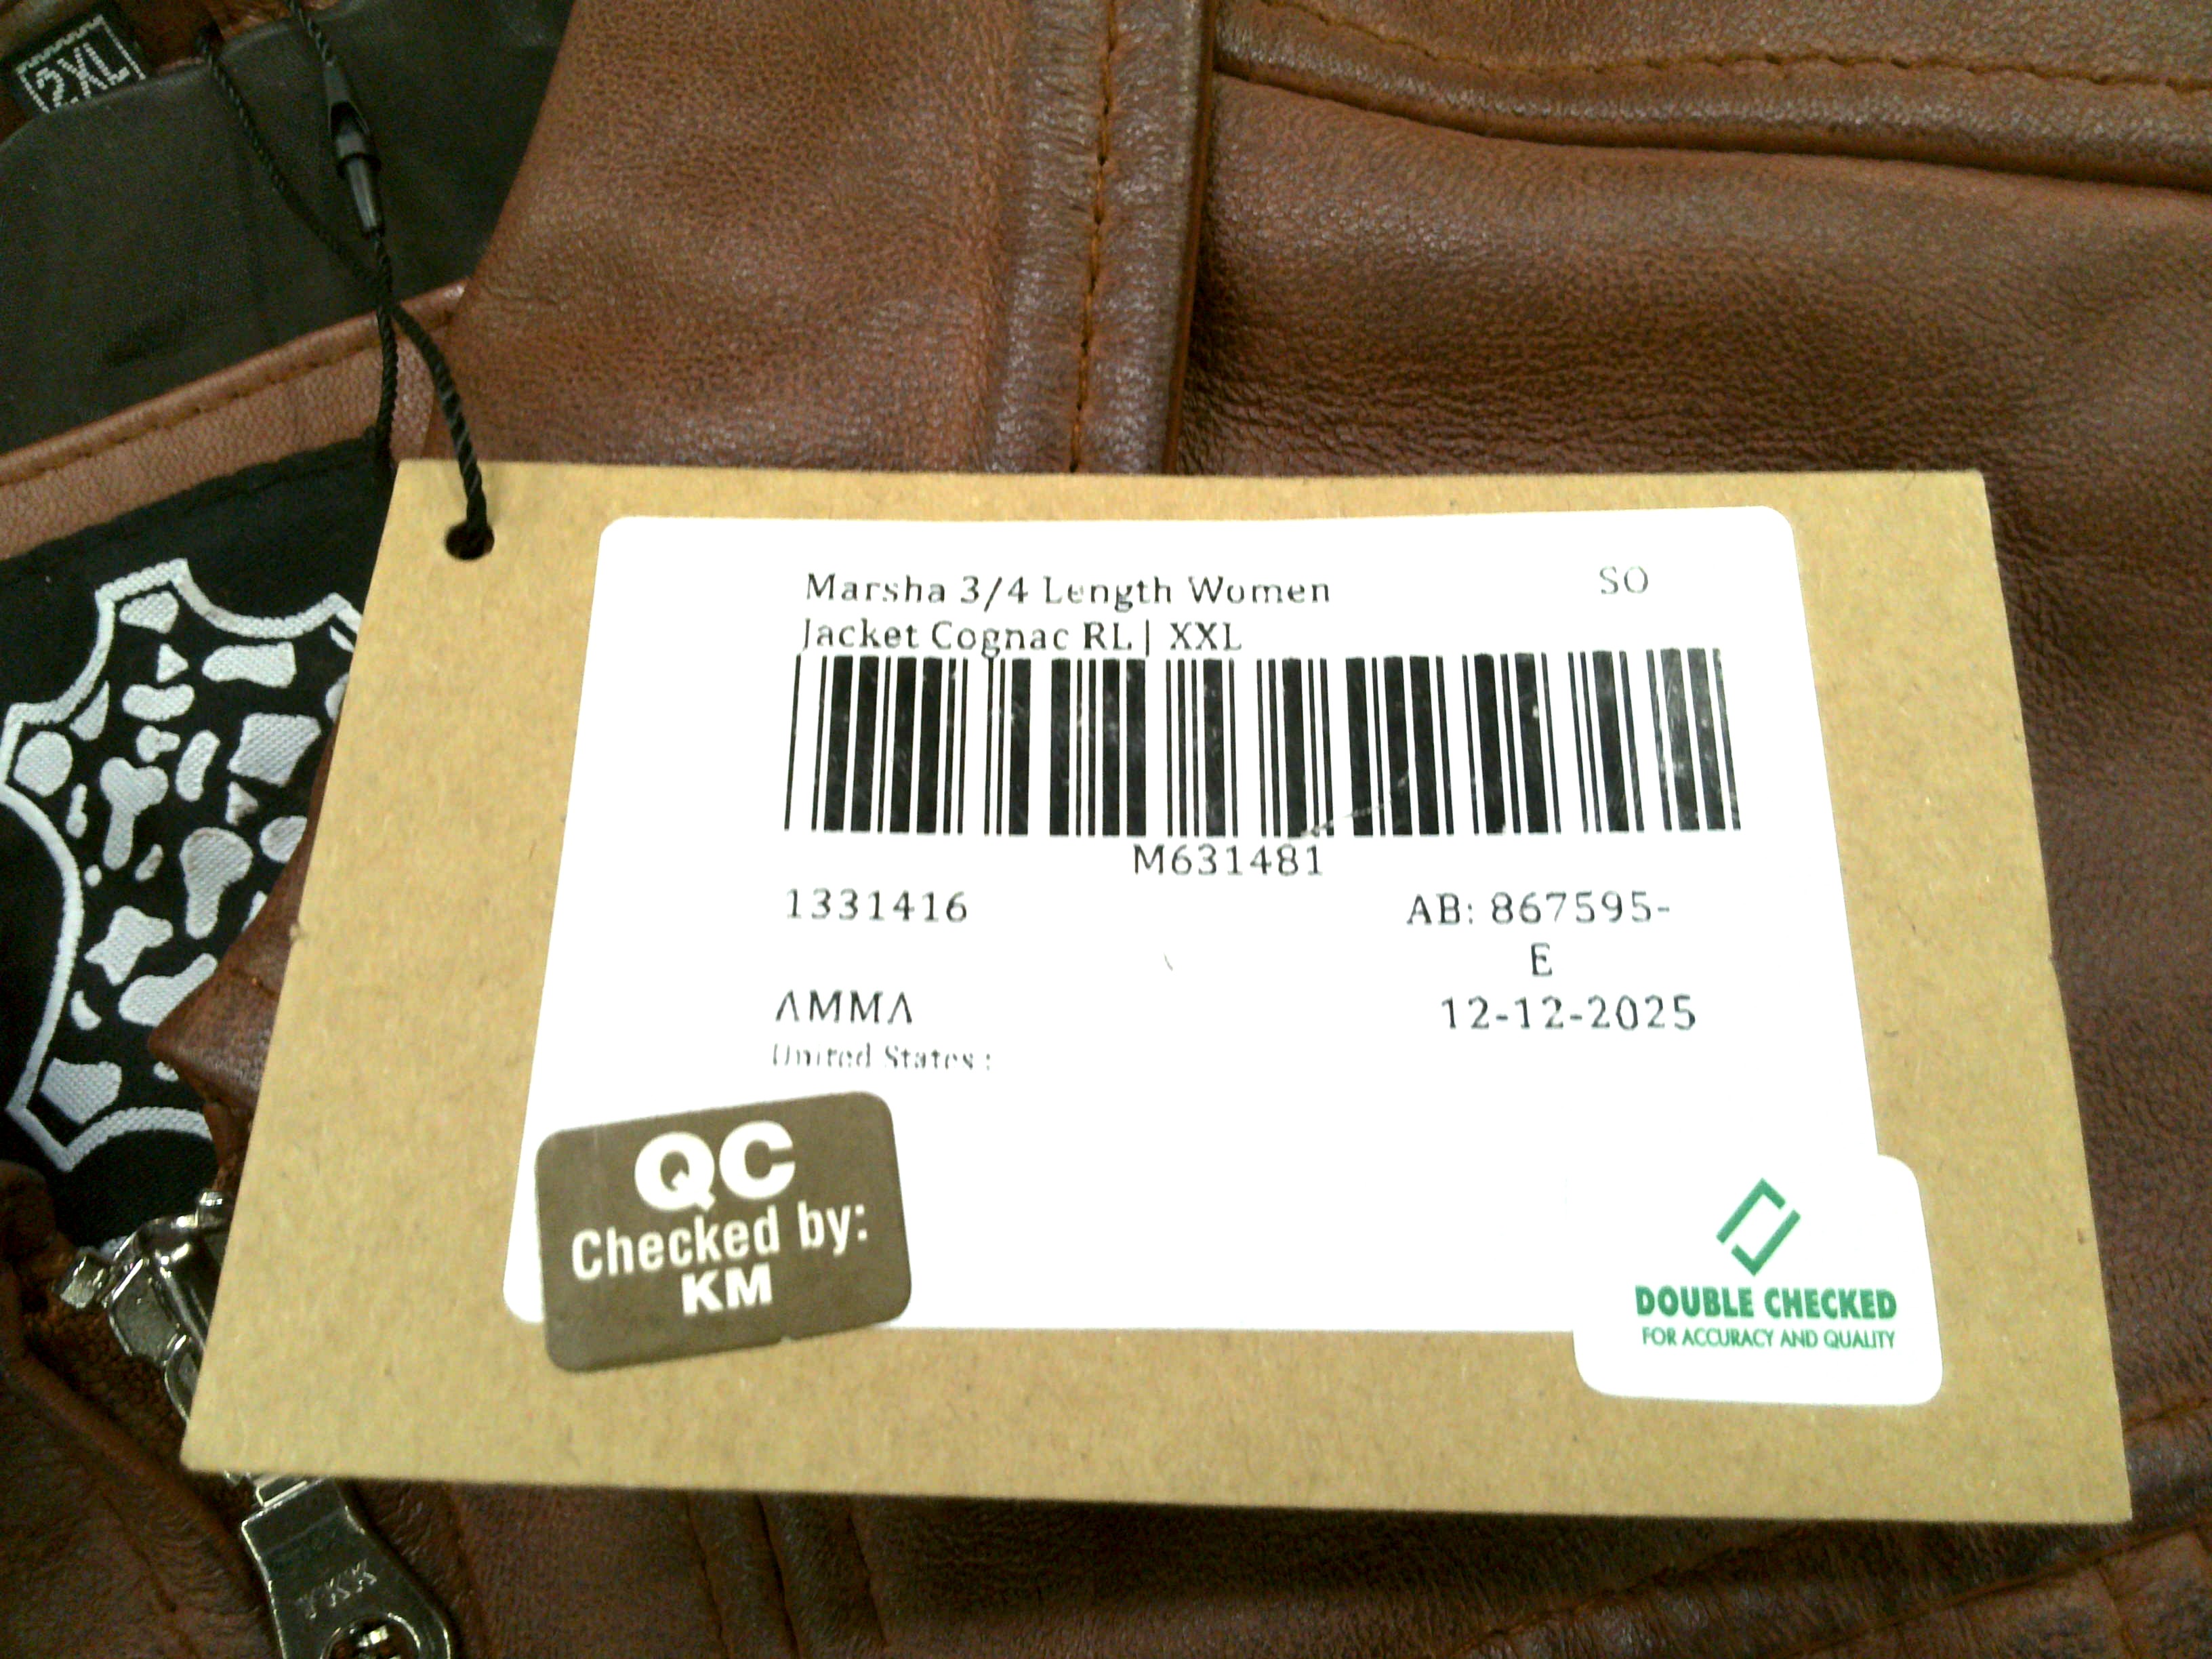 2XL
Marsha 3/4 Length Women
SO
Jacket Cognac RL | XXL
M631481
1331416
AB: 867595-
E
AMMA
12-12-2025
United States :
QC
Checked by:
KM
DOUBLE CHECKED
FOR ACCURACY AND QUALITY
YKK